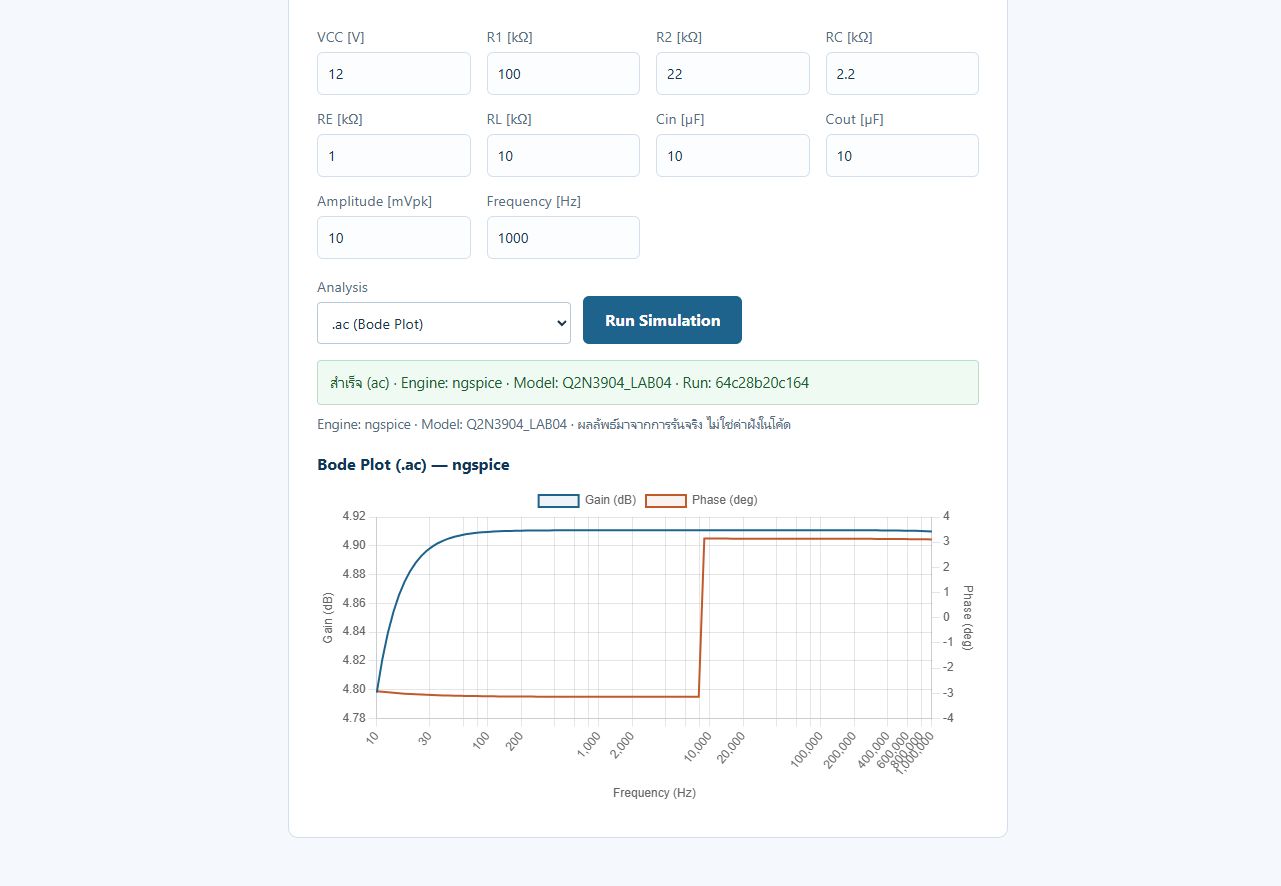 VCC [V] R1 [kΩ] R2 [kΩ] RC [kΩ]
12 100 22 2.2
RE [kΩ] RL [kΩ] Cin [µF] Cout [µF]
1 10 10 10
Amplitude [mVpk] Frequency [Hz]
10 1000
Analysis
.ac (Bode Plot) Run Simulation
สำเร็จ (ac) · Engine: ngspice · Model: Q2N3904_LAB04 · Run: 64c28b20c164
Engine: ngspice · Model: Q2N3904_LAB04 · ผลลัพธ์มาจากการรันจริง ไม่ใช่ค่าฝังในโค้ด
Bode Plot (.ac) — ngspice
Gain (dB) Phase (deg)
4.92 4
4.90 3
4.88 2
4.86 1
4.84 0
4.82 -1
4.80 -2
4.78 -3
-4
Gain (dB)
Phase (deg)
10 30 100 200 1,000 2,000 10,000 20,000 100,000 200,000 400,000 600,000 800,000 1,000,000
Frequency (Hz)